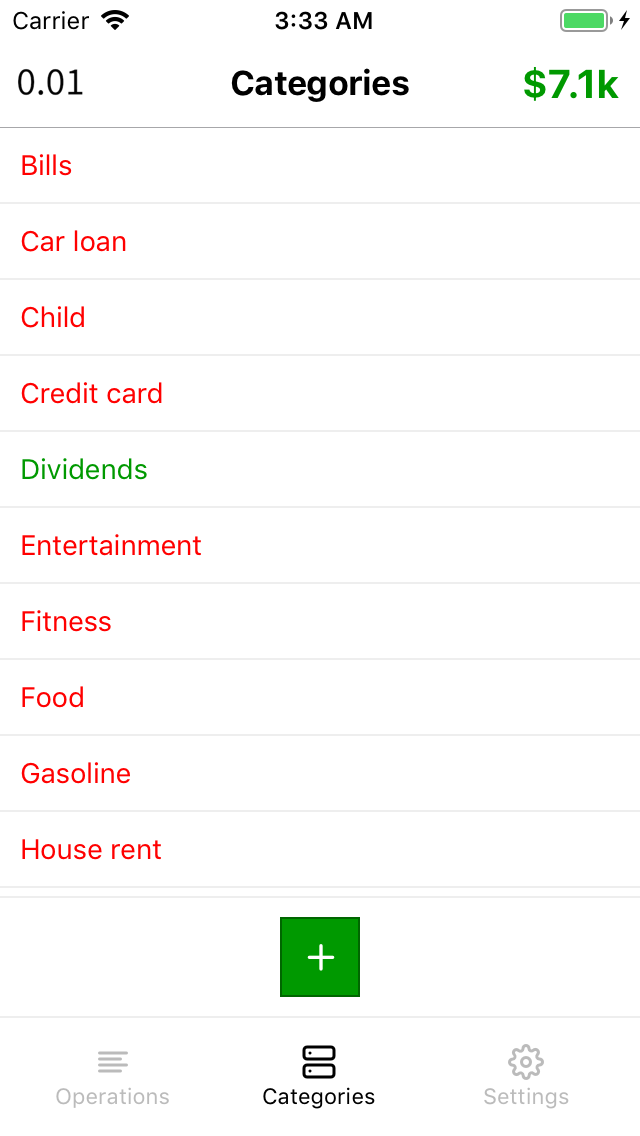 Carrier 3:33 AM
0.01 Categories $7.1k
Bills
Car loan
Child
Credit card
Dividends
Entertainment
Fitness
Food
Gasoline
House rent
+
Operations Categories Settings